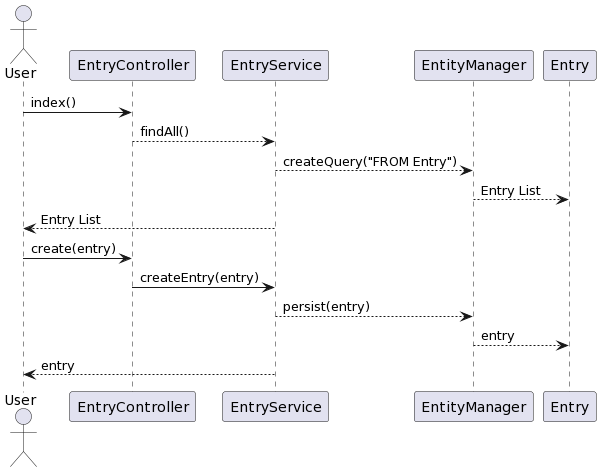 User
EntryController
EntryService
EntityManager
Entry
index()
findAll()
createQuery("FROM Entry")
Entry List
Entry List
create(entry)
createEntry(entry)
persist(entry)
entry
entry
User
EntryController
EntryService
EntityManager
Entry